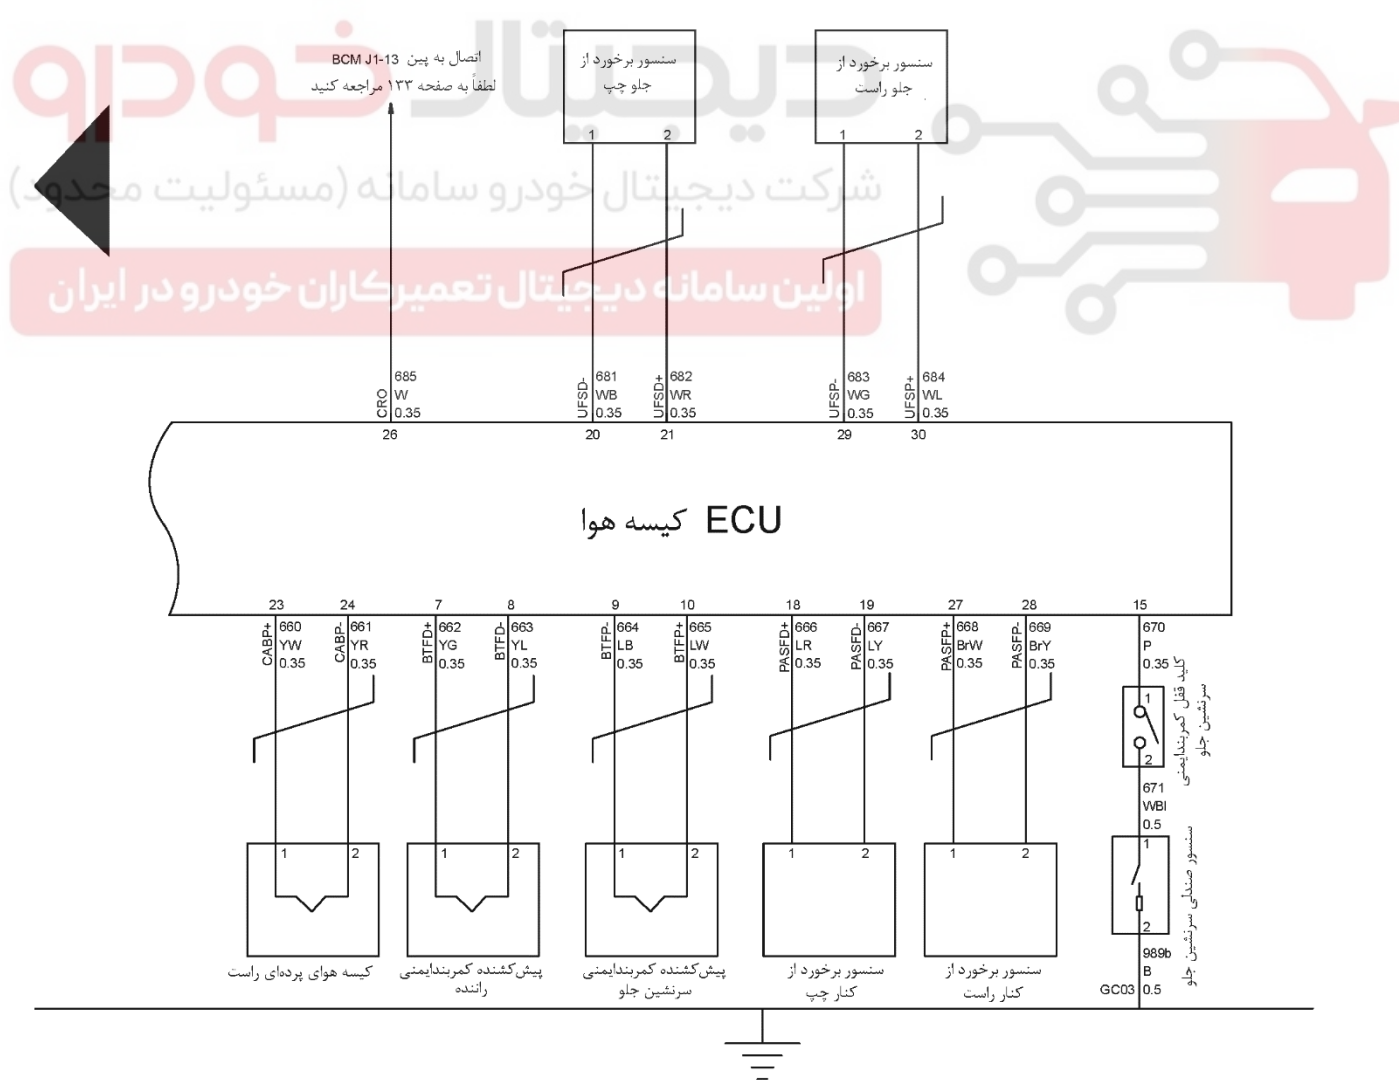 دیجیتال خودرو
شرکت دیجیتال خودرو سامانه (مسئولیت محدود)
اولین سامانه دیجیتال تعمیرکاران خودرو در ایران
اتصال به پین BCM J1-13
لطفاً به صفحه ۱۳۳ مراجعه کنید
سنسور برخورد از
جلو چپ
1 2
سنسور برخورد از
جلو راست
1 2
CRO
685
W
0.35
26
UFSD-
681
WB
0.35
20
UFSD+
682
WR
0.35
21
UFSP-
683
WG
0.35
29
UFSP+
684
WL
0.35
30
ECU کیسه هوا
23
CABP+
660
YW
0.35
24
CABP-
661
YR
0.35
7
BTFD+
662
YG
0.35
8
BTFD-
663
YL
0.35
9
BTFP-
664
LB
0.35
10
BTFP+
665
LW
0.35
18
PASFD+
666
LR
0.35
19
PASFD-
667
LY
0.35
27
PASFP+
668
BrW
0.35
28
PASFP-
669
BrY
0.35
15
670
P
0.35
1
2
کلید قفل کمربندایمنی
سرنشین جلو
671
WBl
0.5
1
2
سنسور صندلی سرنشین جلو
989b
B
GC03 0.5
1 2
کیسه هوای پرده‌ای راست
1 2
پیش‌کشنده کمربندایمنی
راننده
1 2
پیش‌کشنده کمربندایمنی
سرنشین جلو
1 2
سنسور برخورد از
کنار چپ
1 2
سنسور برخورد از
کنار راست